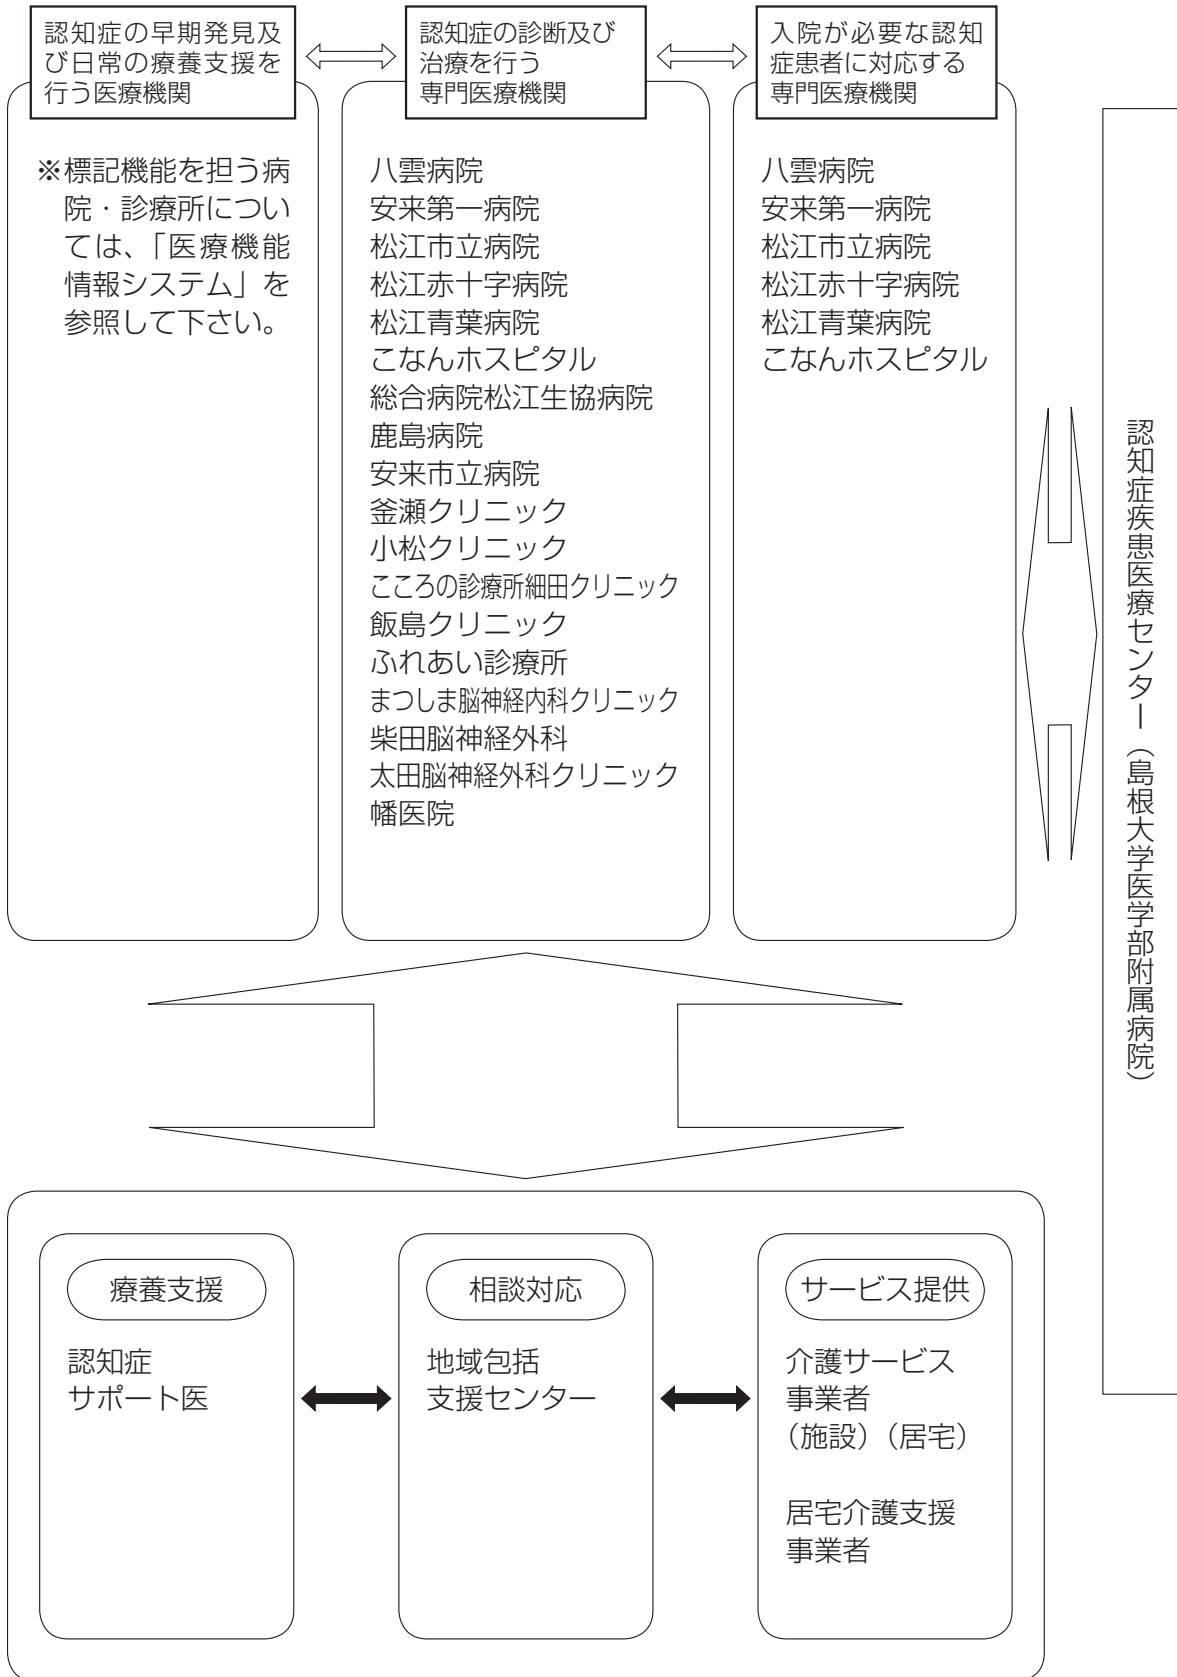 認知症の早期発見及
び日常の療養支援を
行う医療機関
※標記機能を担う病
院・診療所につい
ては、「医療機能
情報システム」を
参照して下さい。
認知症の診断及び
治療を行う
専門医療機関
八雲病院
安来第一病院
松江市立病院
松江赤十字病院
松江青葉病院
こなんホスピタル
総合病院松江生協病院
鹿島病院
安来市立病院
釜瀬クリニック
小松クリニック
こころの診療所細田クリニック
飯島クリニック
ふれあい診療所
まつしま脳神経内科クリニック
柴田脳神経外科
太田脳神経外科クリニック
幡医院
入院が必要な認知
症患者に対応する
専門医療機関
八雲病院
安来第一病院
松江市立病院
松江赤十字病院
松江青葉病院
こなんホスピタル
認知症疾患医療センター（島根大学医学部附属病院）
療養支援
認知症
サポート医
相談対応
地域包括
支援センター
サービス提供
介護サービス
事業者
（施設）（居宅）
居宅介護支援
事業者